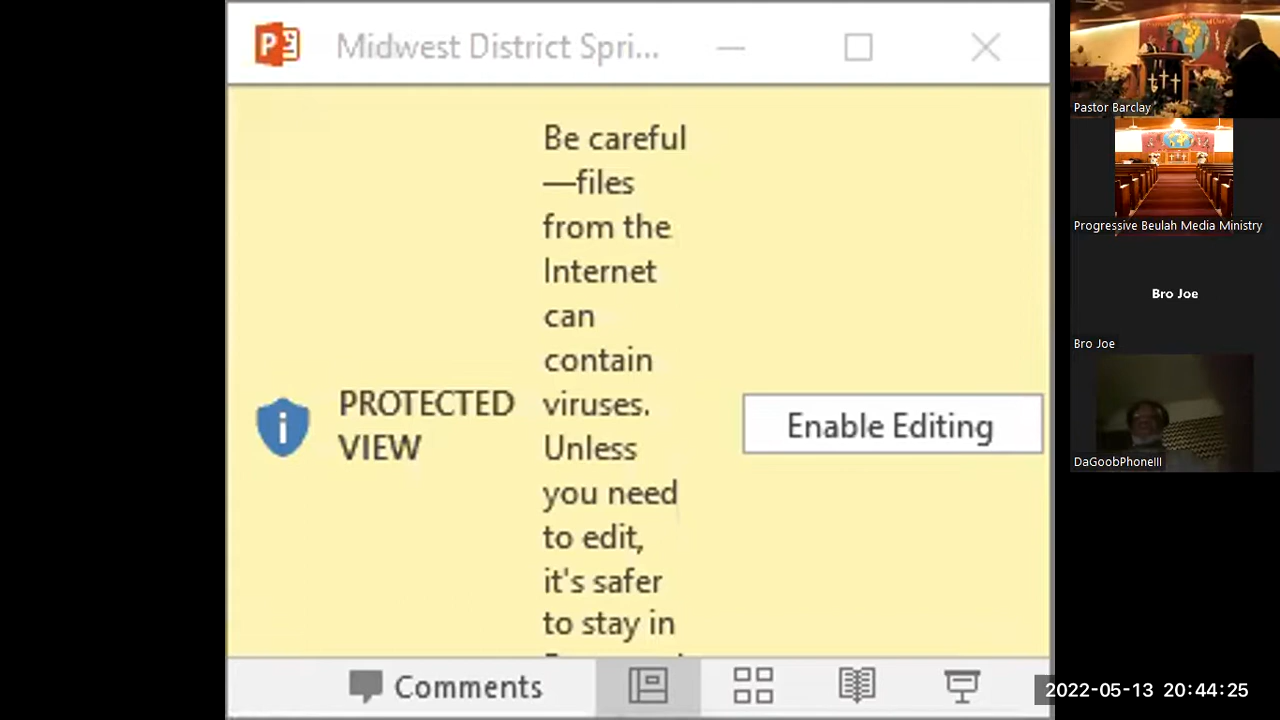 Midwest District Spri...
Be careful
—files
from the
Internet
can
contain
viruses.
Unless
you need
to edit,
it's safer
to stay in
PROTECTED
VIEW
Enable Editing
Comments
Pastor Barclay
Progressive Beulah Media Ministry
Bro Joe
Bro Joe
DaGoobPhoneIII
2022-05-13 20:44:25